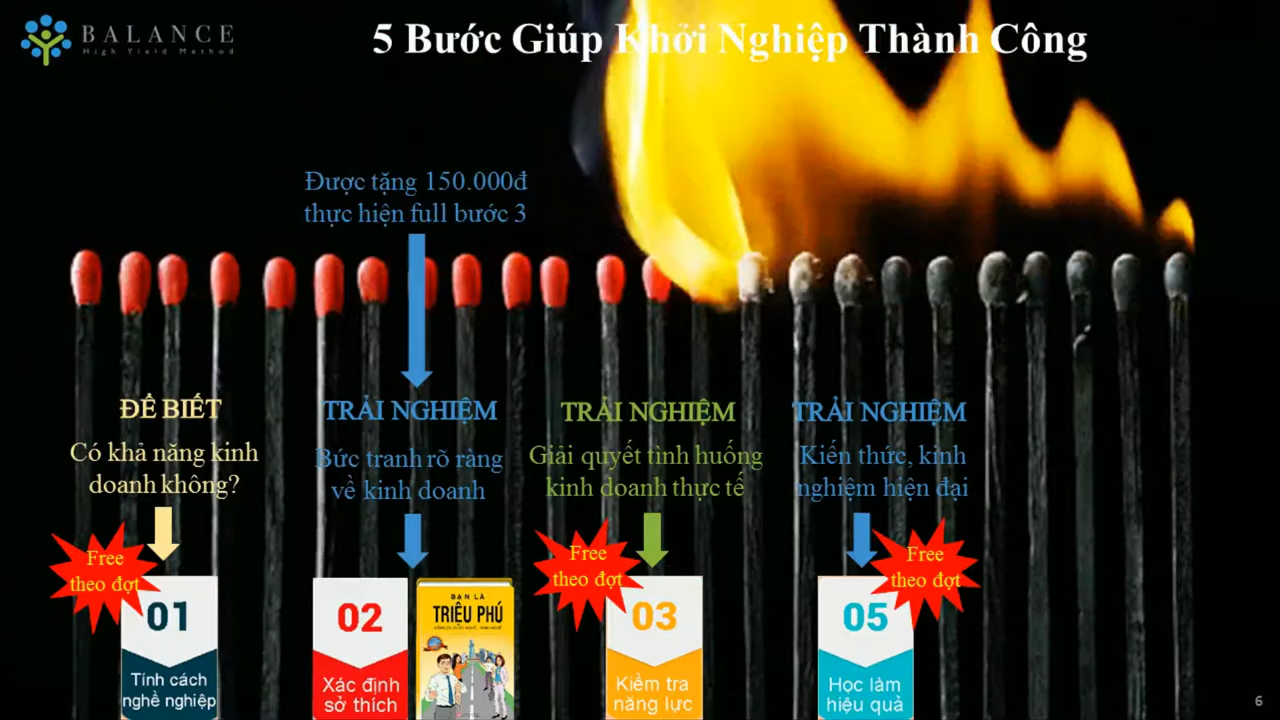 BALANCE
High Yield Method
5 Bước Giúp Khởi Nghiệp Thành Công
Được tặng 150.000đ
thực hiện full bước 3
ĐỂ BIẾT
Có khả năng kinh
doanh không?
TRẢI NGHIỆM
Bức tranh rõ ràng
về kinh doanh
TRẢI NGHIỆM
Giải quyết tình huống
kinh doanh thực tế
TRẢI NGHIỆM
Kiến thức, kinh
nghiệm hiện đại
Free
theo đợt
01
Tính cách
nghề nghiệp
02
Xác định
sở thích
BẠN LÀ
TRIỆU PHÚ
Free
theo đợt
03
Kiểm tra
năng lực
05
Học làm
hiệu quả
Free
theo đợt
6